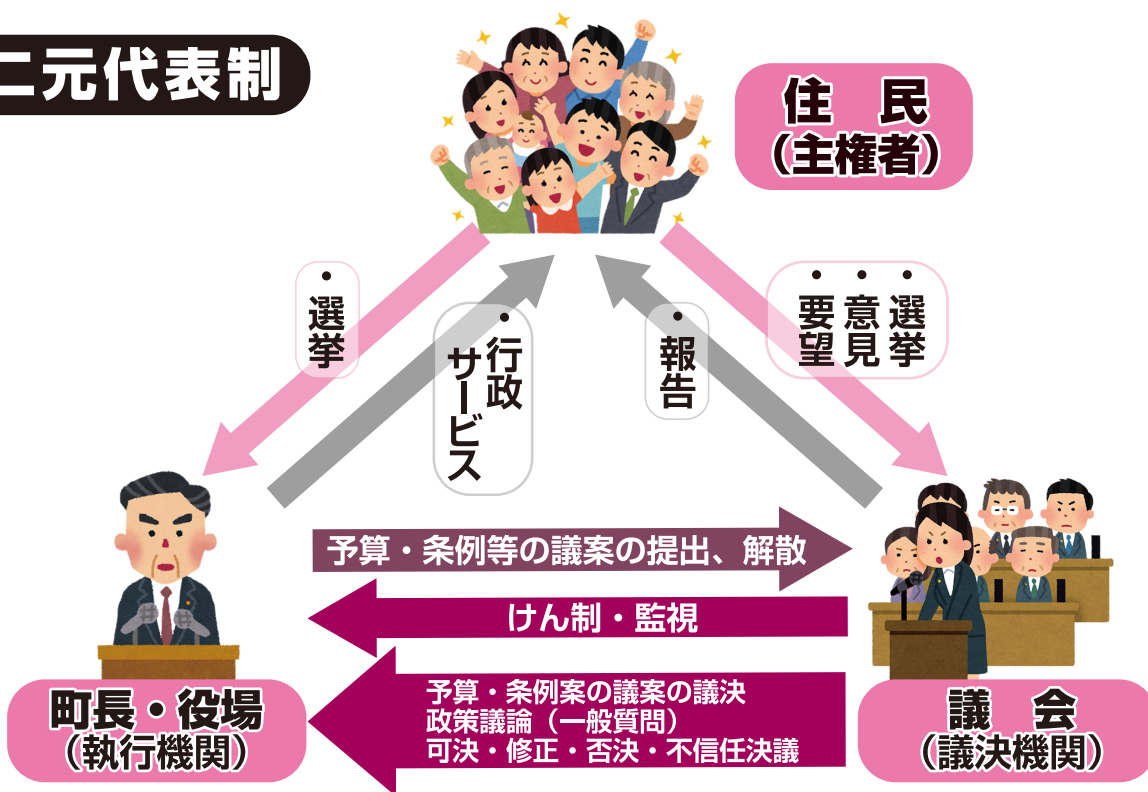 二元代表制
住　民
（主権者）
・選挙
・行政
サービス
・報告
・選挙
・意見
・要望
予算・条例等の議案の提出、解散
けん制・監視
予算・条例案の議案の議決
政策議論（一般質問）
可決・修正・否決・不信任決議
町長・役場
（執行機関）
議　会
（議決機関）